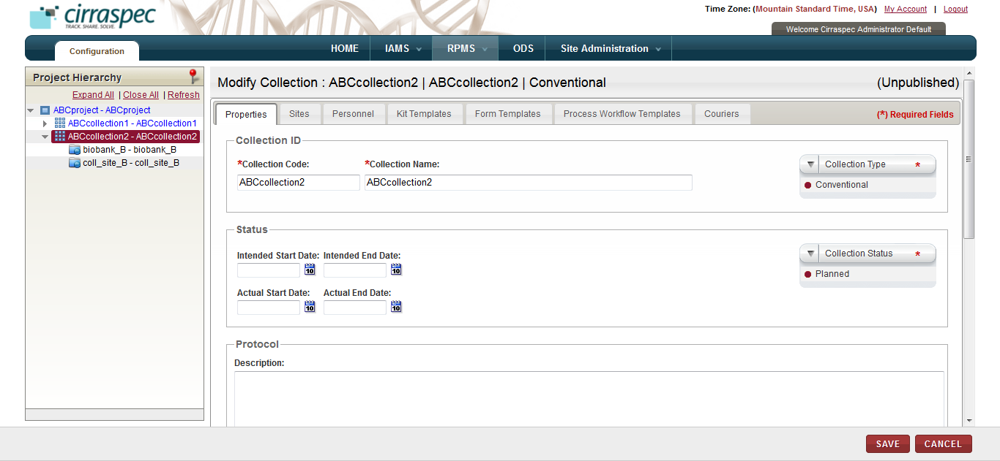 cirraspec
TRACK. SHARE. SOLVE.
Time Zone: (Mountain Standard Time, USA) My Account | Logout
Welcome Cirraspec Administrator Default
Configuration
HOME IAMS RPMS ODS Site Administration
Project Hierarchy
Expand All | Close All | Refresh
ABCproject - ABCproject
ABCcollection1 - ABCcollection1
ABCcollection2 - ABCcollection2
biobank_B - biobank_B
coll_site_B - coll_site_B
Modify Collection : ABCcollection2 | ABCcollection2 | Conventional (Unpublished)
Properties Sites Personnel Kit Templates Form Templates Process Workflow Templates Couriers (*) Required Fields
Collection ID
*Collection Code: *Collection Name:
ABCcollection2 ABCcollection2
Collection Type *
Conventional
Status
Intended Start Date: Intended End Date:
10 10
Actual Start Date: Actual End Date:
10 10
Collection Status *
Planned
Protocol
Description:
SAVE CANCEL